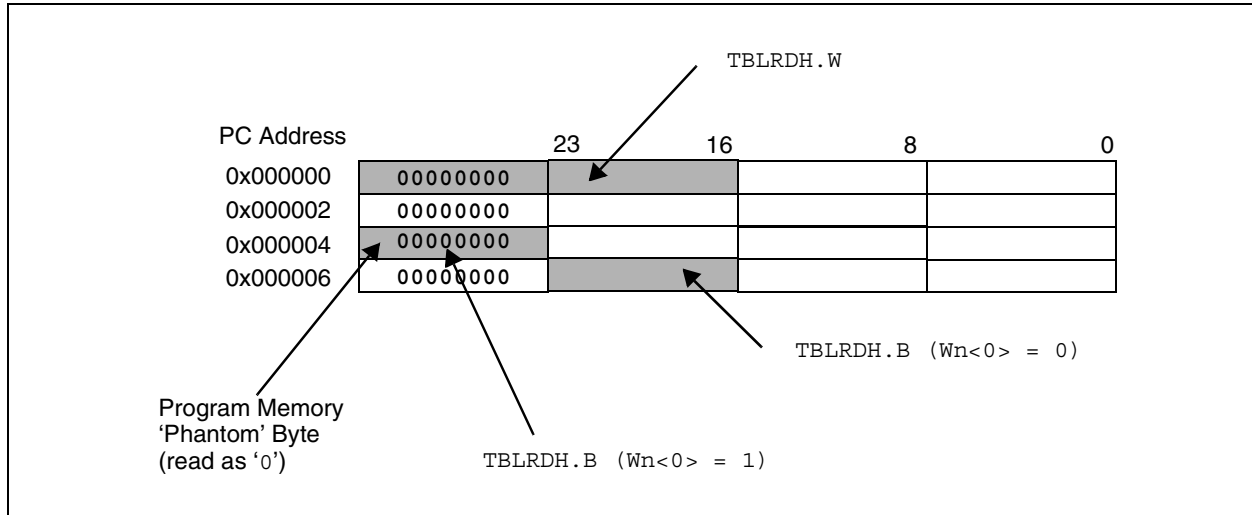 TBLRDH.W
PC Address
23 16 8 0
0x000000 00000000
0x000002 00000000
0x000004 00000000
0x000006 00000000
TBLRDH.B (Wn<0> = 0)
Program Memory
‘Phantom’ Byte
(read as ‘0’)
TBLRDH.B (Wn<0> = 1)